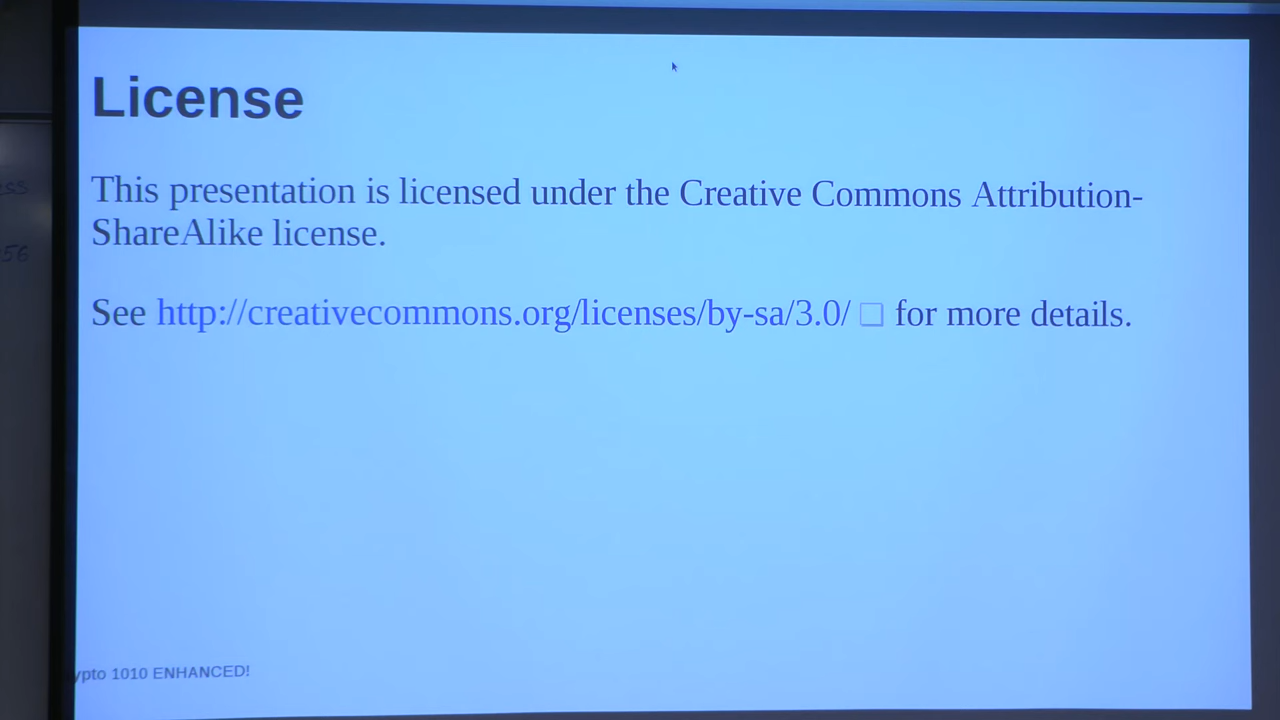 License
This presentation is licensed under the Creative Commons Attribution-
ShareAlike license.
See http://creativecommons.org/licenses/by-sa/3.0/ for more details.
ypto 1010 ENHANCED!
56